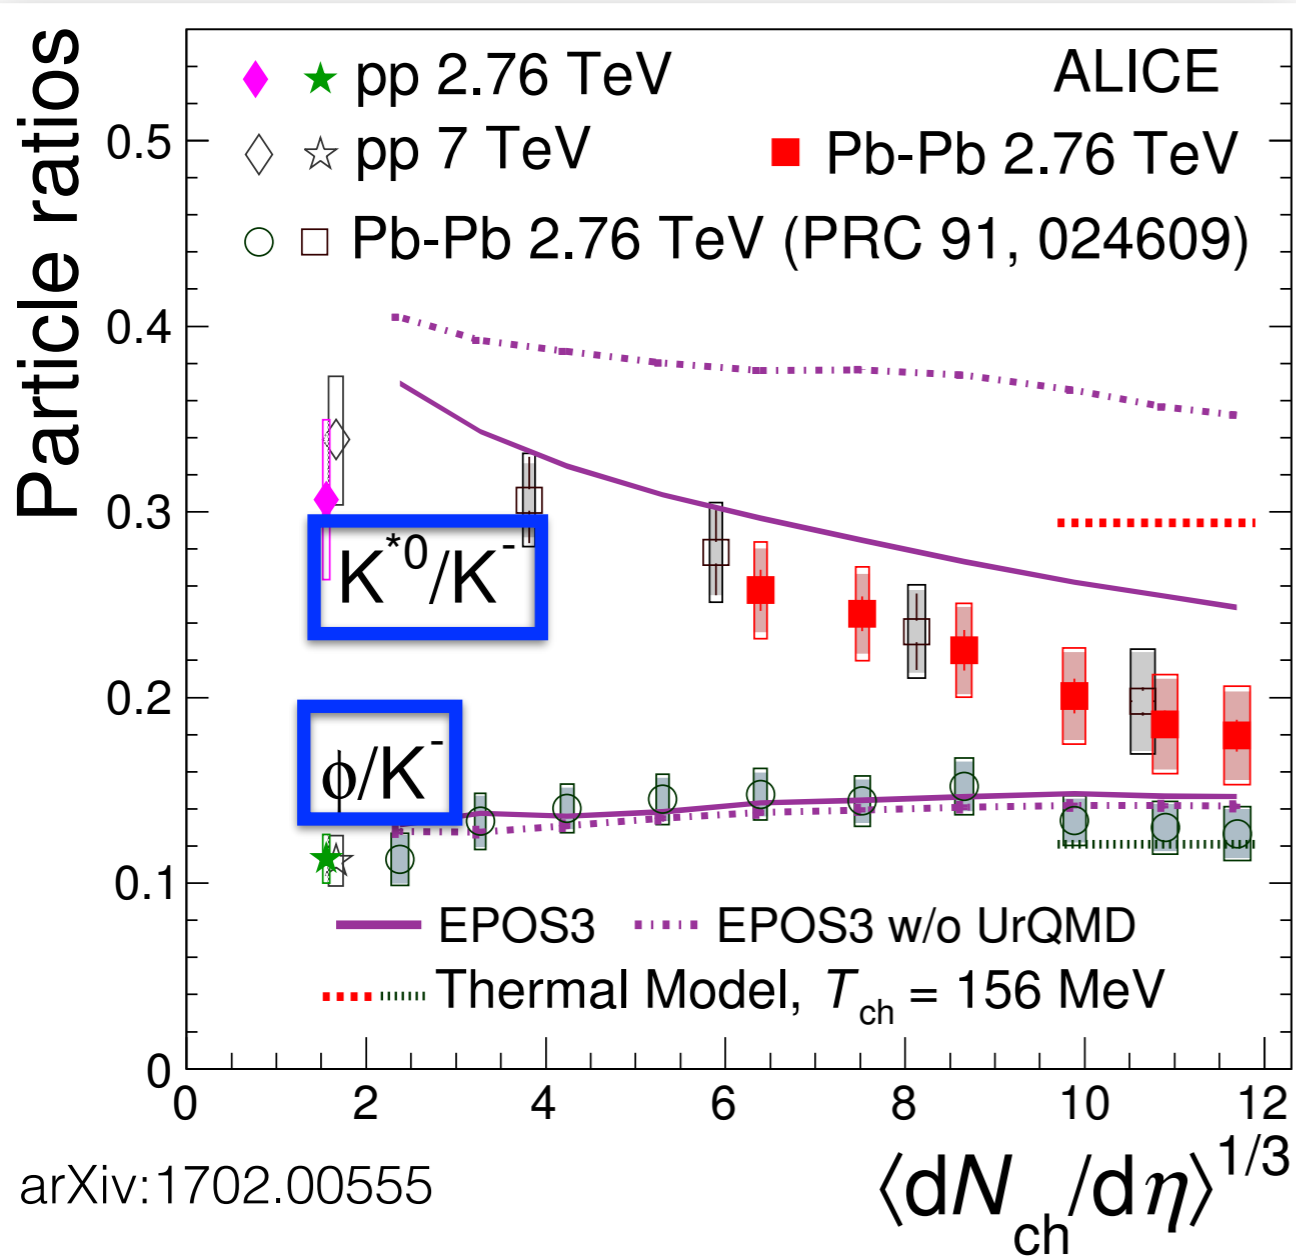 pp 2.76 TeV ALICE
pp 7 TeV Pb-Pb 2.76 TeV
Pb-Pb 2.76 TeV (PRC 91, 024609)
Particle ratios
0.5
0.4
0.3
0.2
0.1
0
K*0/K-
ϕ/K-
EPOS3 EPOS3 w/o UrQMD
Thermal Model, Tch = 156 MeV
0 2 4 6 8 10 12
⟨dNch/dη⟩1/3
arXiv:1702.00555